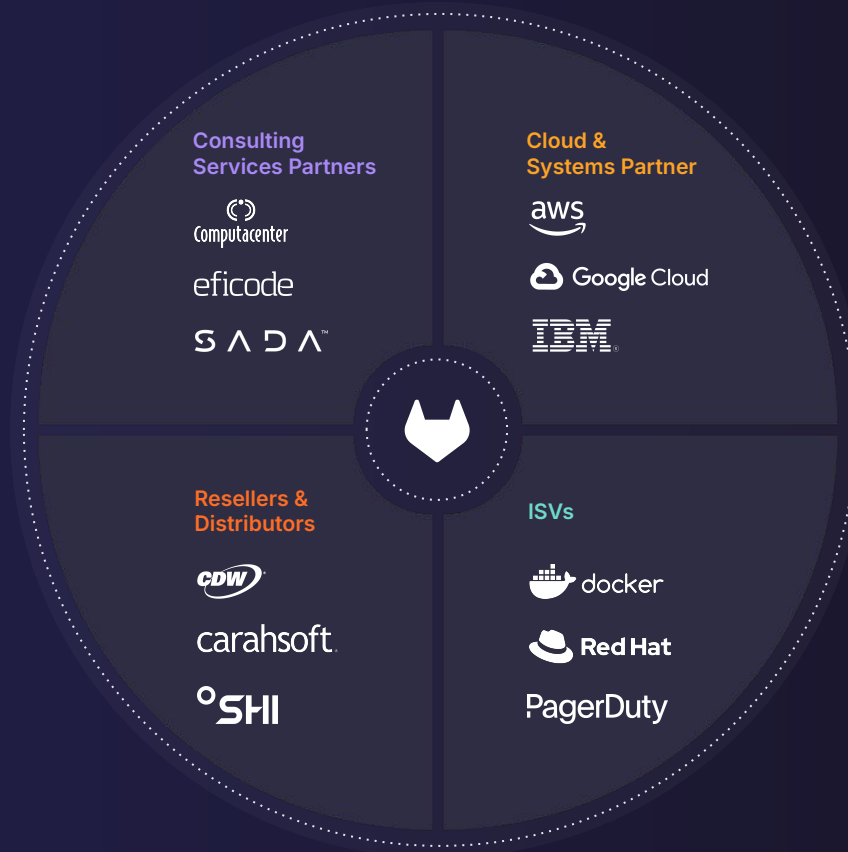 Consulting
Services Partners
Computacenter
eficode
SADA™
Cloud &
Systems Partner
aws
Google Cloud
IBM®
Resellers &
Distributors
CDW
carahsoft.
SHI
ISVs
docker
Red Hat
PagerDuty